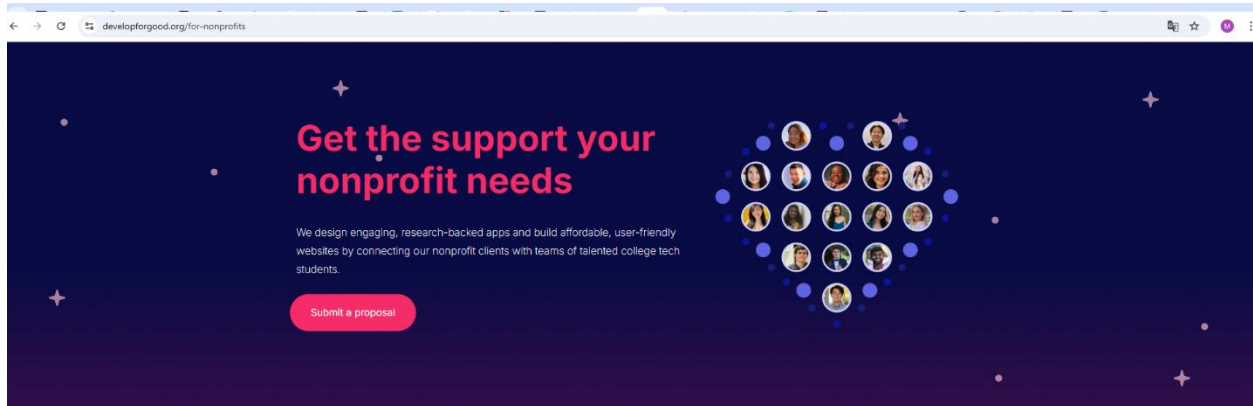 developforgood.org/for-nonprofits
M
Get the support your
nonprofit needs
We design engaging, research-backed apps and build affordable, user-friendly
websites by connecting our nonprofit clients with teams of talented college tech
students.
Submit a proposal